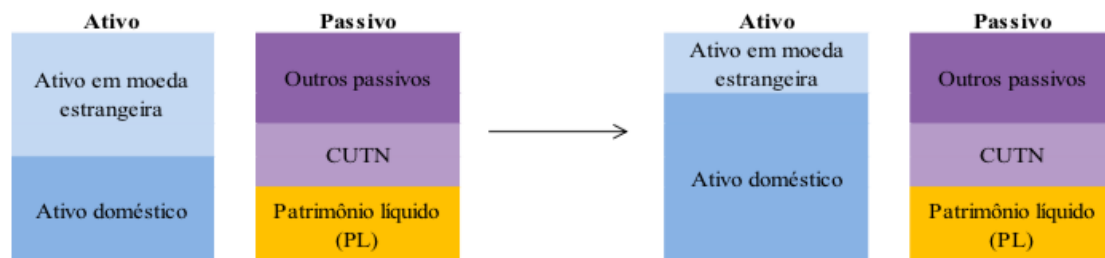 Ativo
Ativo em moeda
estrangeira
Ativo doméstico
Passivo
Outros passivos
CUTN
Patrimônio líquido
(PL)
Ativo
Ativo em moeda
estrangeira
Ativo doméstico
Passivo
Outros passivos
CUTN
Patrimônio líquido
(PL)